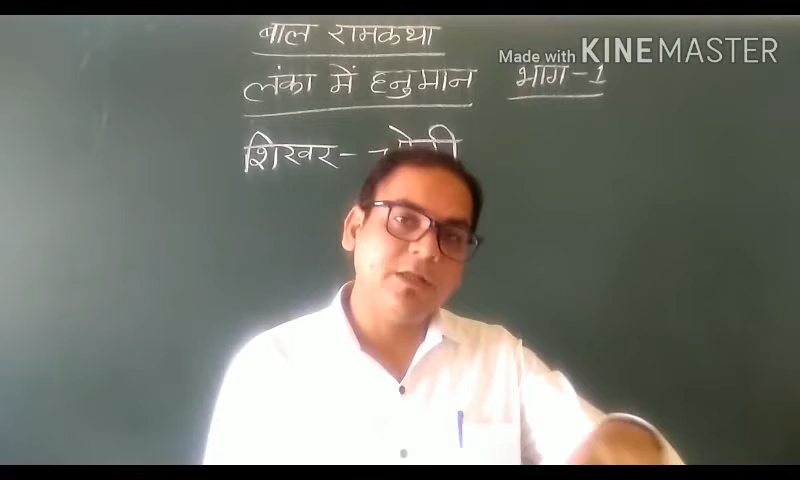 बाल रामकथा
Made with KINEMASTER
लंका में हनुमान भाग-1
शिखर-